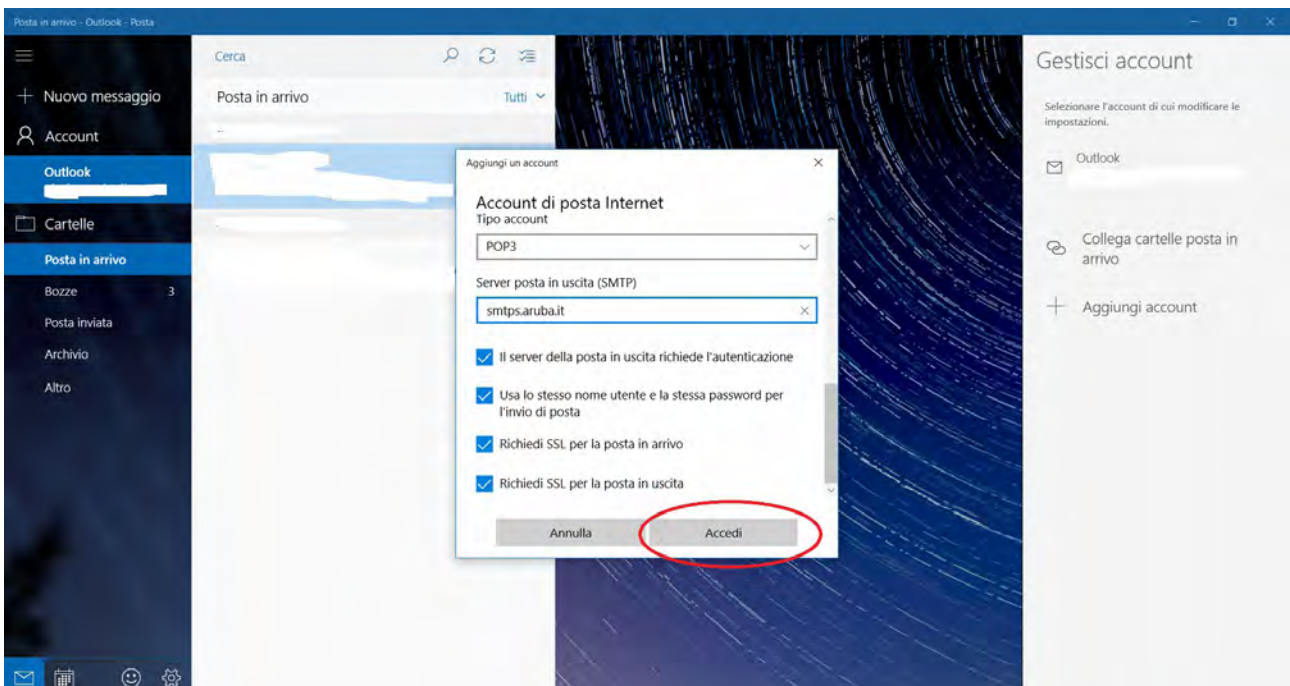 Posta in arrivo - Outlook - Posta
Nuovo messaggio
Account
Outlook
Cartelle
Posta in arrivo
Bozze 3
Posta inviata
Archivio
Altro
Cerca
Posta in arrivo Tutti
Aggiungi un account
Account di posta Internet
Tipo account
POP3
Server posta in uscita (SMTP)
smtps.aruba.it
Il server della posta in uscita richiede l'autenticazione
Usa lo stesso nome utente e la stessa password per
l'invio di posta
Richiedi SSL per la posta in arrivo
Richiedi SSL per la posta in uscita
Annulla Accedi
Gestisci account
Selezionare l'account di cui modificare le
impostazioni.
Outlook
Collega cartelle posta in
arrivo
Aggiungi account